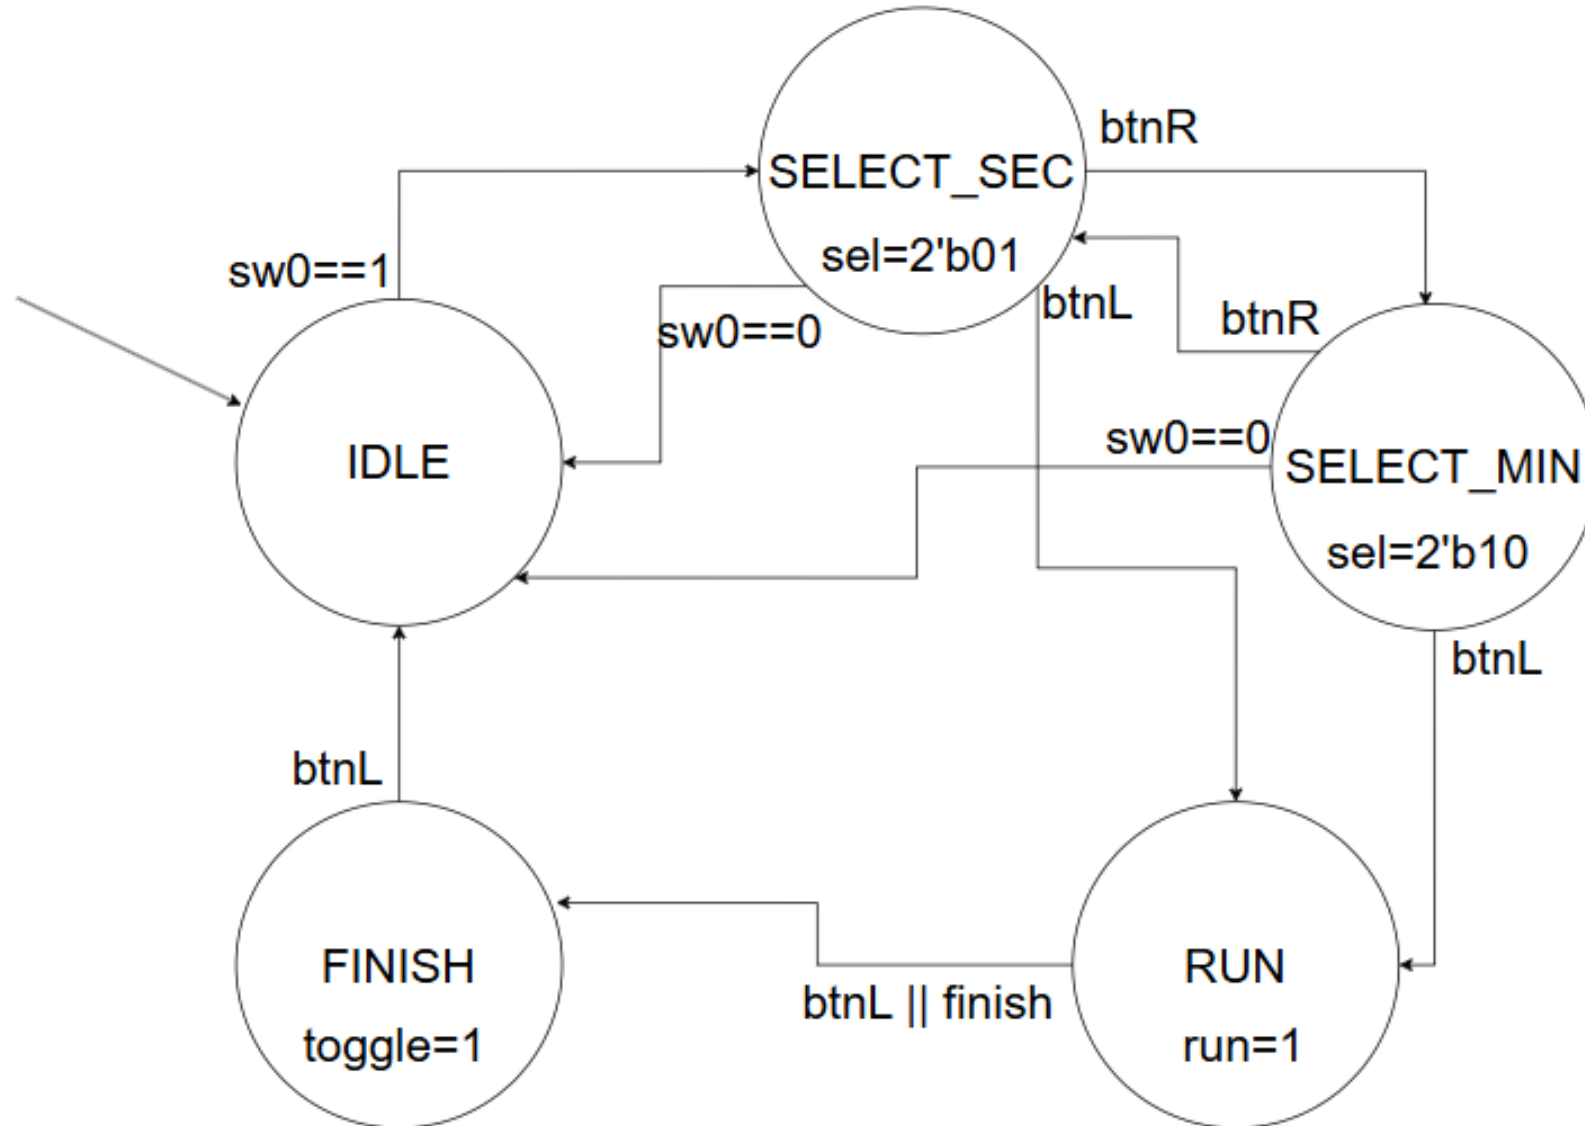 btnR
SELECT_SEC
sel=2'b01
sw0==1
btnL
btnR
sw0==0
sw0==0
IDLE
SELECT_MIN
sel=2'b10
btnL
btnL
FINISH
toggle=1
btnL || finish
RUN
run=1